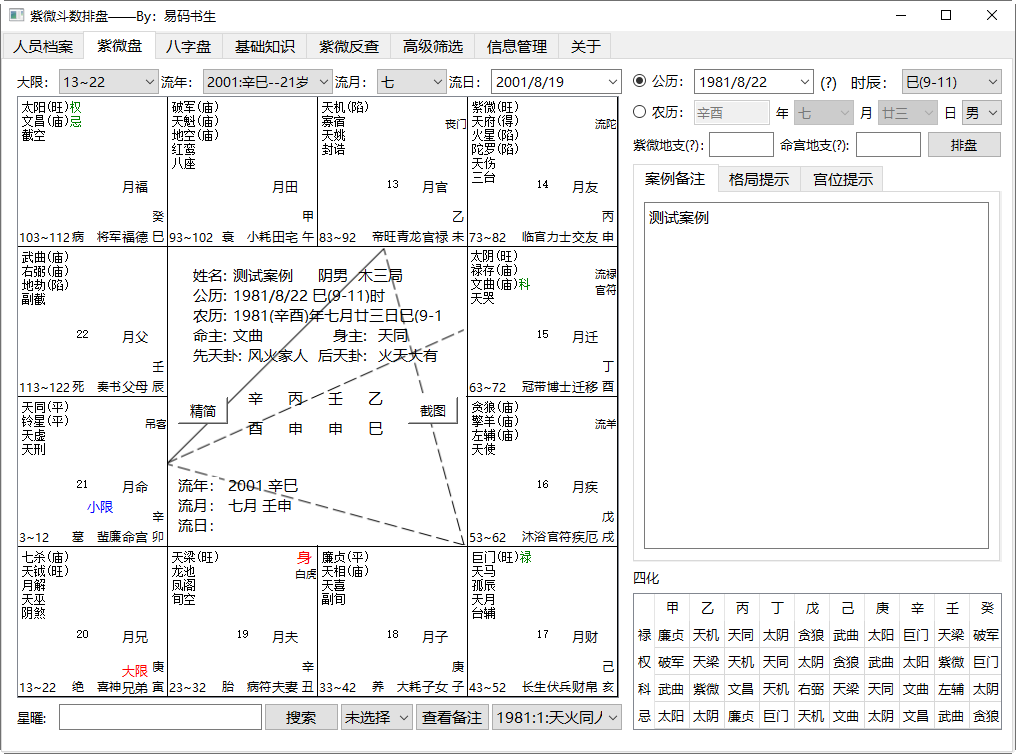 紫微斗数排盘——By：易码书生
人员档案 紫微盘 八字盘 基础知识 紫微反查 高级筛选 信息管理 关于
大限： 13~22 流年： 2001:辛巳--21岁 流月： 七 流日： 2001/8/19
公历： 1981/8/22 (?) 时辰： 巳(9-11)
农历： 辛酉 年 七 月 廿三 日 男
紫微地支(?): 命宫地支(?): 排盘
案例备注 格局提示 宫位提示
测试案例
太阳(旺)权
文昌(庙)忌
截空
月福
癸
103~112 病 将军 福德 巳
破军(庙)
天魁(庙)
地空(庙)
红鸾
八座
月田
甲
93~102 衰 小耗 田宅 午
天机(陷)
寡宿
天姚
封诰
丧门
13 月官
乙
83~92 帝旺 青龙 官禄 未
紫微(旺)
天府(得)
火星(陷)
陀罗(陷)
天伤
三台
流陀
14 月友
丙
73~82 临官 力士 交友 申
武曲(庙)
右弼(庙)
地劫(陷)
副截
22 月父
壬
113~122 死 奏书 父母 辰
姓名: 测试案例 阴男 木三局
公历: 1981/8/22 巳(9-11)时
农历: 1981(辛酉)年七月廿三日巳(9-1
命主: 文曲 身主: 天同
先天卦: 风火家人 后天卦: 火天大有
精简 辛 丙 壬 乙 截图
酉 申 申 巳
流年： 2001 辛巳
流月： 七月 壬申
流日：
太阴(旺)
禄存(庙)
文曲(庙)科
天哭
流禄
官符
15 月迁
丁
63~72 冠带 博士 迁移 酉
天同(平)
铃星(平)
天虚
天刑
吊客
21 月命
小限
辛
3~12 墓 蜚廉 命宫 卯
贪狼(庙)
擎羊(庙)
左辅(庙)
天使
流羊
16 月疾
戊
53~62 沐浴 官符 疾厄 戌
七杀(庙)
天钺(旺)
月解
天巫
阴煞
20 月兄
大限 庚
13~22 绝 喜神 兄弟 寅
天梁(旺)
龙池
凤阁
旬空
身
白虎
19 月夫
辛
23~32 胎 病符 夫妻 丑
廉贞(平)
天相(庙)
天喜
副旬
18 月子
庚
33~42 养 大耗 子女 子
巨门(旺)禄
天马
孤辰
天月
台辅
17 月财
己
43~52 长生 伏兵 财帛 亥
四化
甲 乙 丙 丁 戊 己 庚 辛 壬 癸
禄 廉贞 天机 天同 太阴 贪狼 武曲 太阳 巨门 天梁 破军
权 破军 天梁 天机 天同 太阴 贪狼 武曲 太阳 紫微 巨门
科 武曲 紫微 文昌 天机 右弼 天梁 天同 文曲 左辅 太阴
忌 太阳 太阴 廉贞 巨门 天机 文曲 太阴 文昌 武曲 贪狼
星曜: 搜索 未选择 查看备注 1981:1:天火同人